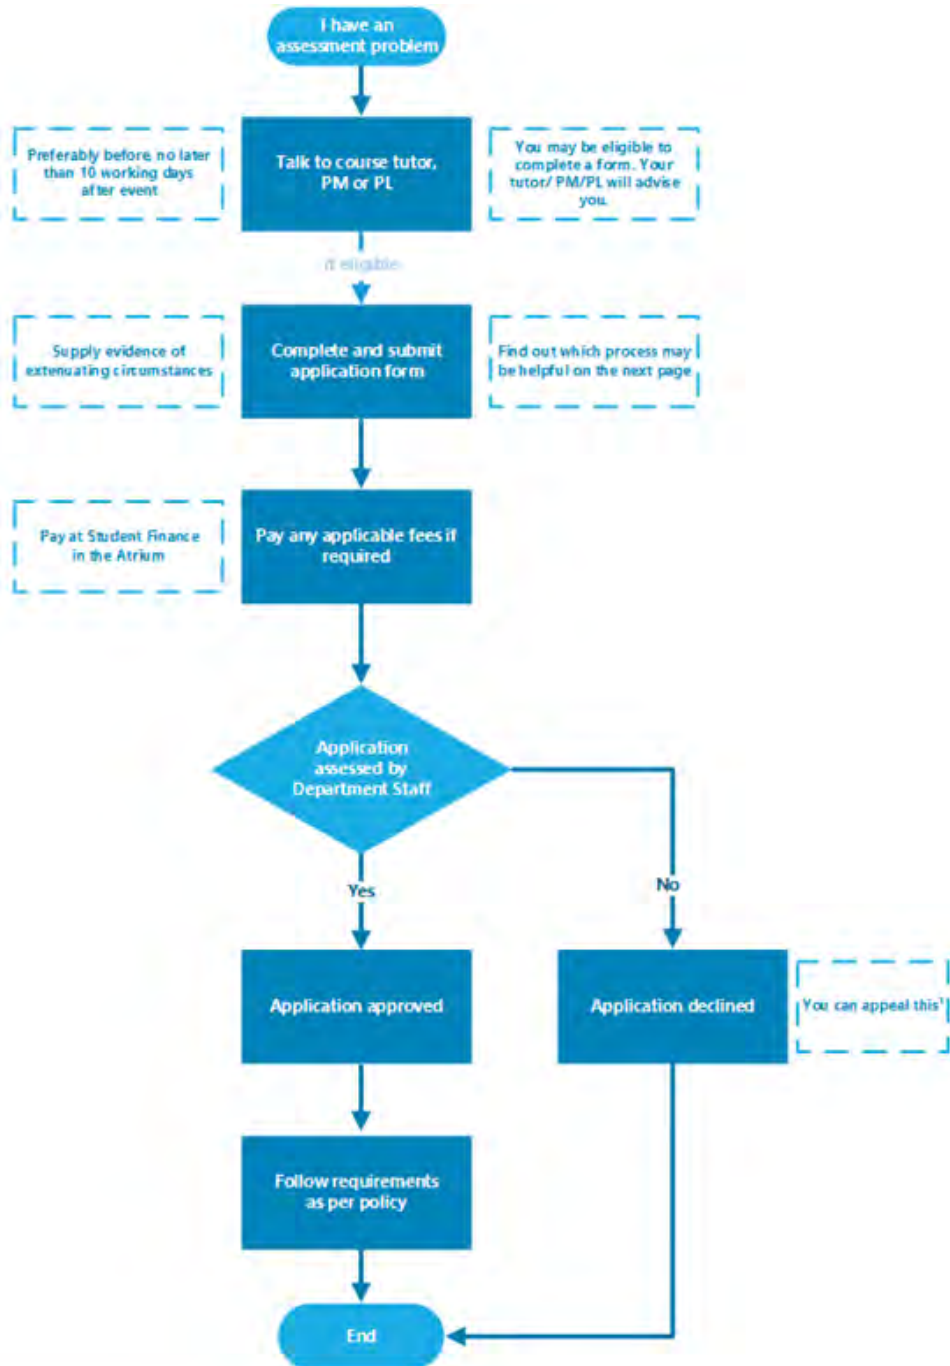 I have an
assessment problem
Preferably before, no later
than 10 working days
after event
Talk to course tutor,
PM or PL
You may be eligible to
complete a form. Your
tutor/ PM/PL will advise
you.
if eligible
Supply evidence of
extenuating circumstances
Complete and submit
application form
Find out which process may
be helpful on the next page
Pay at Student Finance
in the Atrium
Pay any applicable fees if
required
Application
assessed by
Department Staff
Yes
No
Application approved
Application declined
You can appeal this¹
Follow requirements
as per policy
End